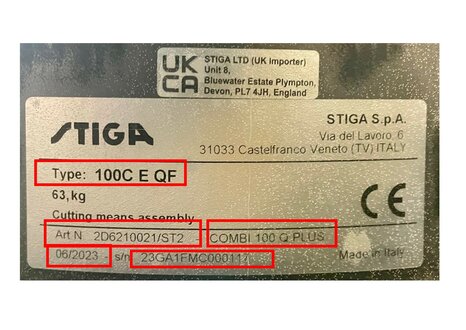 UK
CA
STIGA LTD (UK Importer)
Unit 8,
Bluewater Estate Plympton,
Devon, PL7 4JH, England
STIGA
STIGA S.p.A.
Via del Lavoro, 6
31033 Castelfranco Veneto (TV) ITALY
Type: 100C E QF
63,kg
Cutting means assembly
CE
Art N 2D6210021/ST2 COMBI 100 Q PLUS
06/2023 - s/n 23GA1FMC00011
Made in Italy